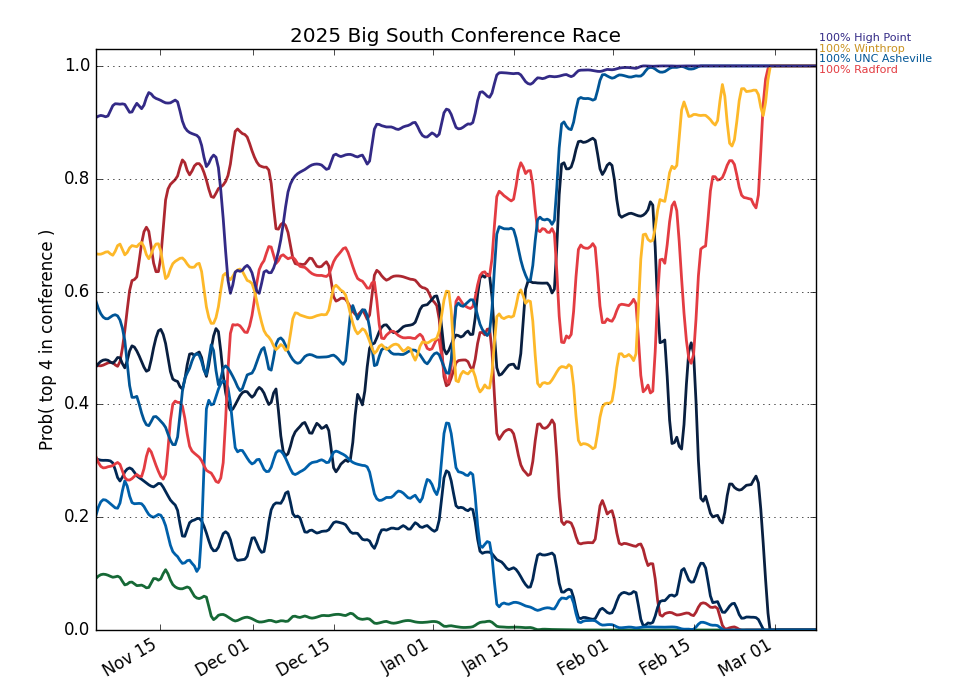 2025 Big South Conference Race
100% High Point
100% Winthrop
100% UNC Asheville
100% Radford
Prob( top 4 in conference )
1.0
0.8
0.6
0.4
0.2
0.0
Nov 15
Dec 01
Dec 15
Jan 01
Jan 15
Feb 01
Feb 15
Mar 01